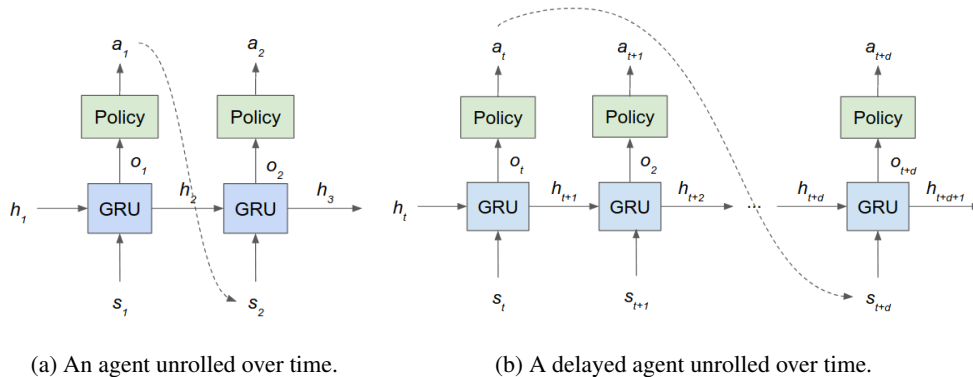 a1 a2 at at+1 at+d
Policy Policy Policy Policy Policy
o1 o2 ot o2 ot+d
h1 GRU h2 GRU h3 ht GRU ht+1 GRU ht+2 ... ht+d GRU ht+d+1
s1 s2 st st+1 st+d
(a) An agent unrolled over time. (b) A delayed agent unrolled over time.